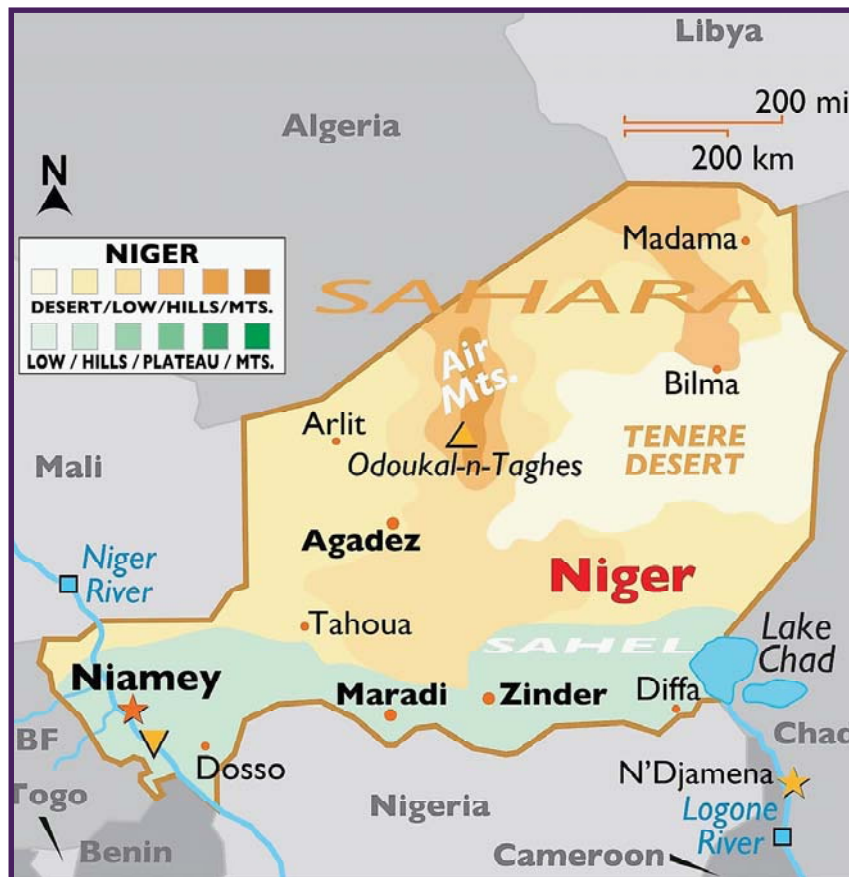 Libya
200 mi
200 km
Algeria
N
NIGER
DESERT/LOW/HILLS/MTS.
LOW / HILLS / PLATEAU / MTS.
Madama
SAHARA
Air
Mts.
Bilma
Arlit
Odoukal-n-Taghes
TENERE
DESERT
Mali
Agadez
Niger
Niger
River
Tahoua
SAHEL
Lake
Chad
Niamey
Maradi
Zinder
Diffa
BF
Dosso
Chad
N'Djamena
Togo
Nigeria
Logone
River
Benin
Cameroon